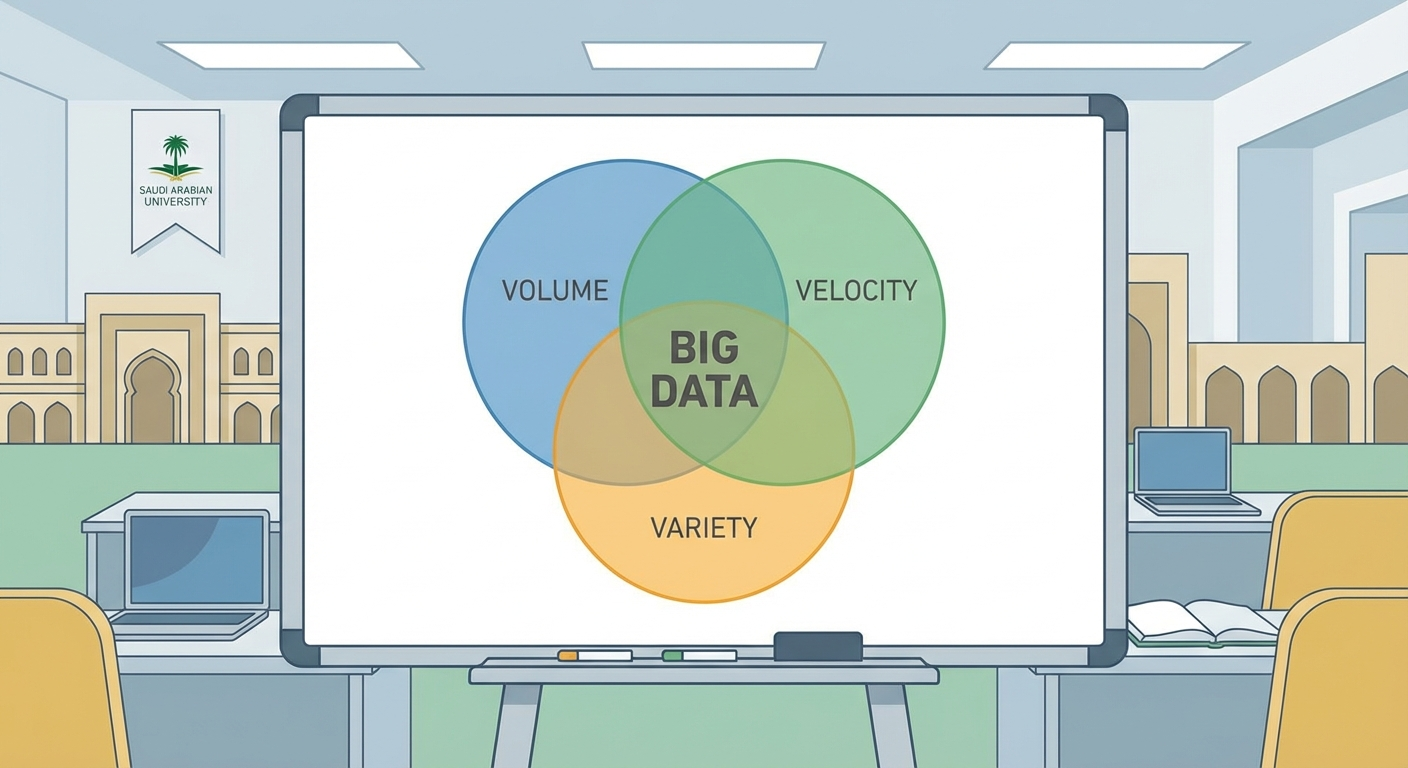 SAUDI ARABIAN
UNIVERSITY
VOLUME
VELOCITY
BIG
DATA
VARIETY